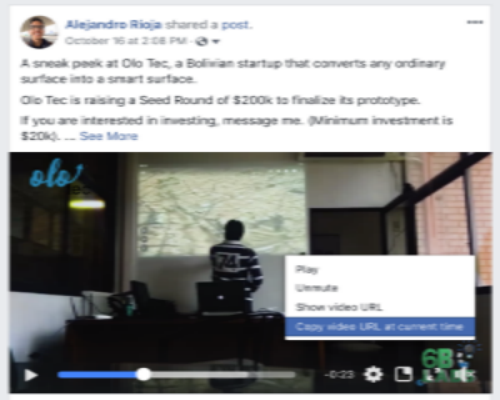 Alejandro Rioja shared a post.
October 16 at 2:08 PM
A sneak peek at Olo Tec, a Bolivian startup that converts any ordinary
surface into a smart surface.
Olo Tec is raising a Seed Round of $200k to finalize its prototype.
If you are interested in investing, message me. (Minimum investment is
$20k). ... See More
olo
74
Play
Unmute
Show video URL
Copy video URL at current time
-0:23